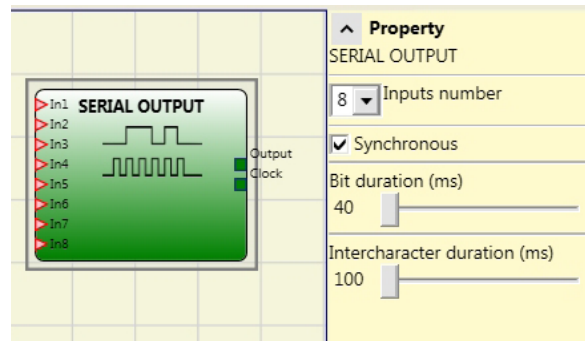 In1 SERIAL OUTPUT
In2
In3
In4
In5
In6
In7
In8
Output
Clock
Property
SERIAL OUTPUT
8 Inputs number
Synchronous
Bit duration (ms)
40
Intercharacter duration (ms)
100